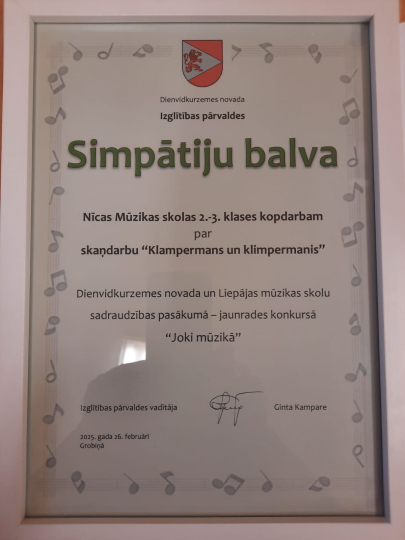 Dienvidkurzemes novada
Izglītības pārvaldes
Simpātiju balva
Nīcas Mūzikas skolas 2.-3. klases kopdarbam
par
skaņdarbu “Klampermans un klimpermanis”
Dienvidkurzemes novada un Liepājas mūzikas skolu
sadraudzības pasākumā – jaunrades konkursā
“Joki mūzikā”
Izglītības pārvaldes vadītāja Ginta Kampare
2025. gada 26. februārī
Grobiņā